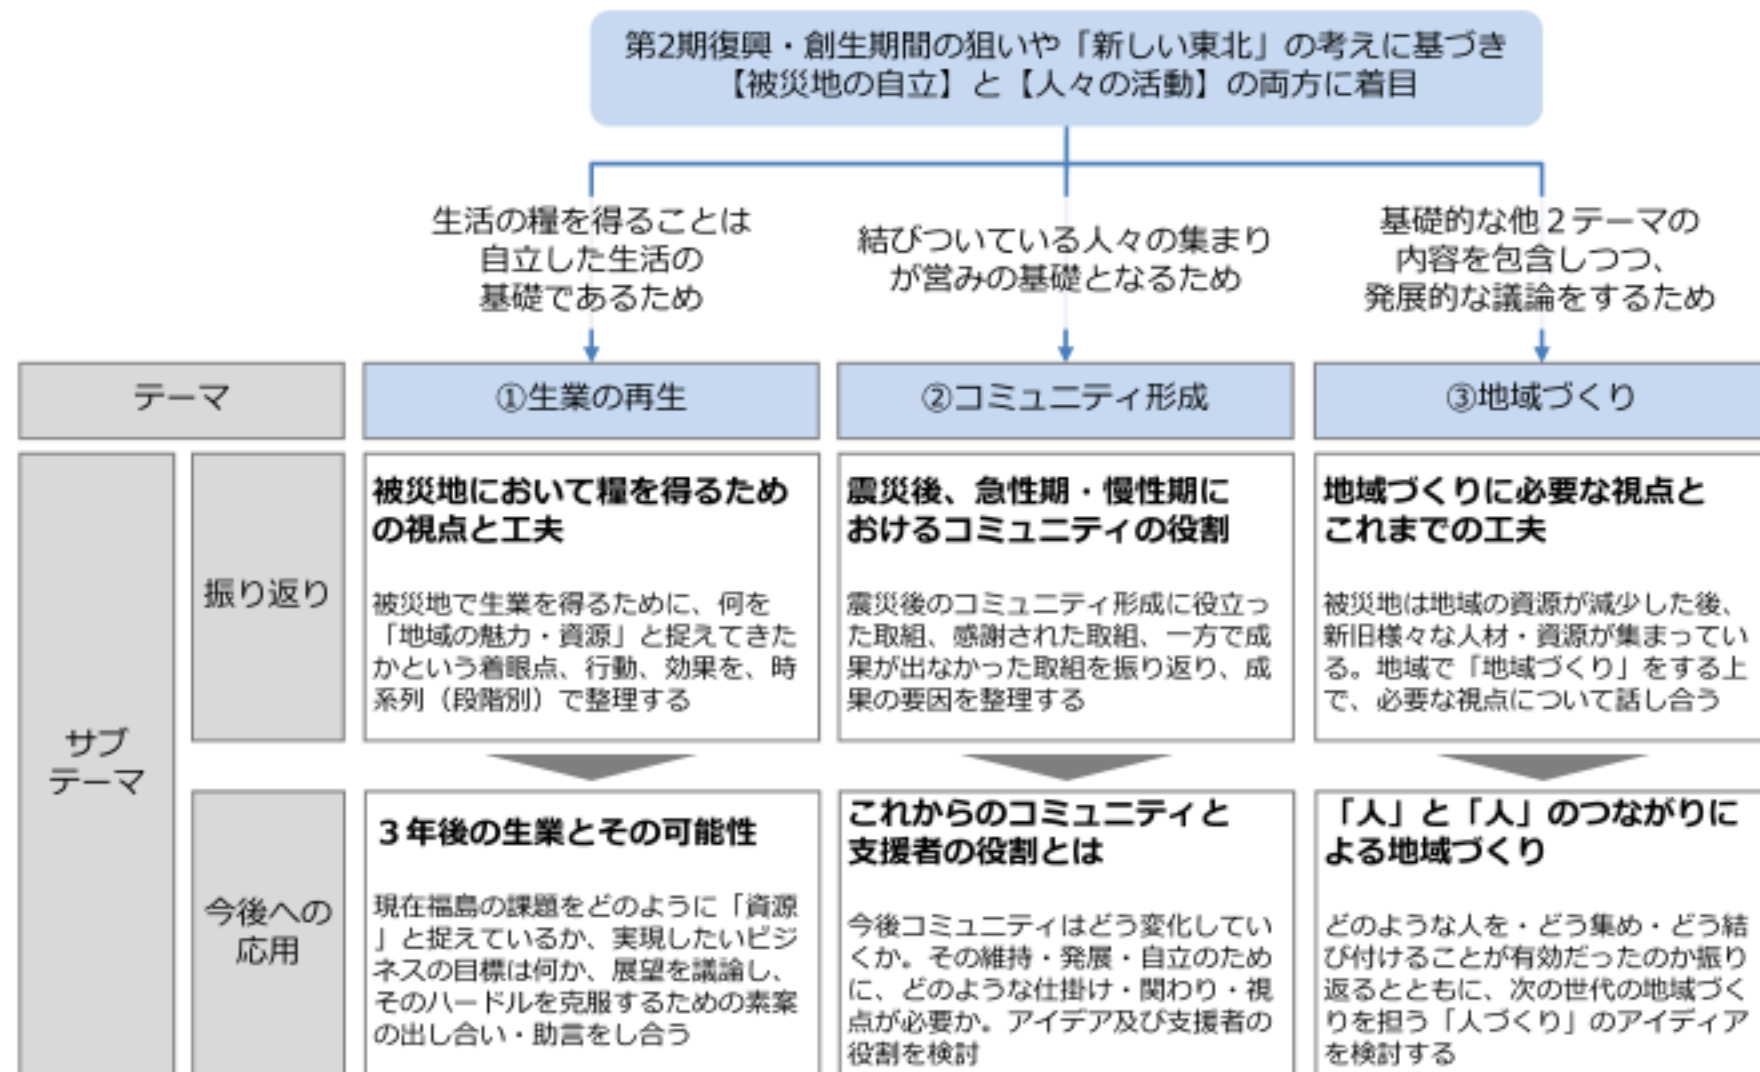 第2期復興・創生期間の狙いや「新しい東北」の考えに基づき
【被災地の自立】と【人々の活動】の両方に着目
生活の糧を得ることは
自立した生活の
基礎であるため
結びついている人々の集まり
が営みの基礎となるため
基礎的な他２テーマの
内容を包含しつつ、
発展的な議論をするため
テーマ
①生業の再生
②コミュニティ形成
③地域づくり
サブ
テーマ
振り返り
被災地において糧を得るため
の視点と工夫
被災地で生業を得るために、何を
「地域の魅力・資源」と捉えてきた
かという着眼点、行動、効果を、時
系列（段階別）で整理する
震災後、急性期・慢性期に
おけるコミュニティの役割
震災後のコミュニティ形成に役立っ
た取組、感謝された取組、一方で成
果が出なかった取組を振り返り、成
果の要因を整理する
地域づくりに必要な視点と
これまでの工夫
被災地は地域の資源が減少した後、
新旧様々な人材・資源が集まってい
る。地域で「地域づくり」をする上
で、必要な視点について話し合う
今後への
応用
３年後の生業とその可能性
現在福島の課題をどのように「資源
」と捉えているか、実現したいビジ
ネスの目標は何か、展望を議論し、
そのハードルを克服するための素案
の出し合い・助言をし合う
これからのコミュニティと
支援者の役割とは
今後コミュニティはどう変化してい
くか。その維持・発展・自立のため
に、どのような仕掛け・関わり・視
点が必要か。アイデア及び支援者の
役割を検討
「人」と「人」のつながりに
よる地域づくり
どのような人を・どう集め・どう結
び付けることが有効だったのか振り
返るとともに、次の世代の地域づく
りを担う「人づくり」のアイディア
を検討する